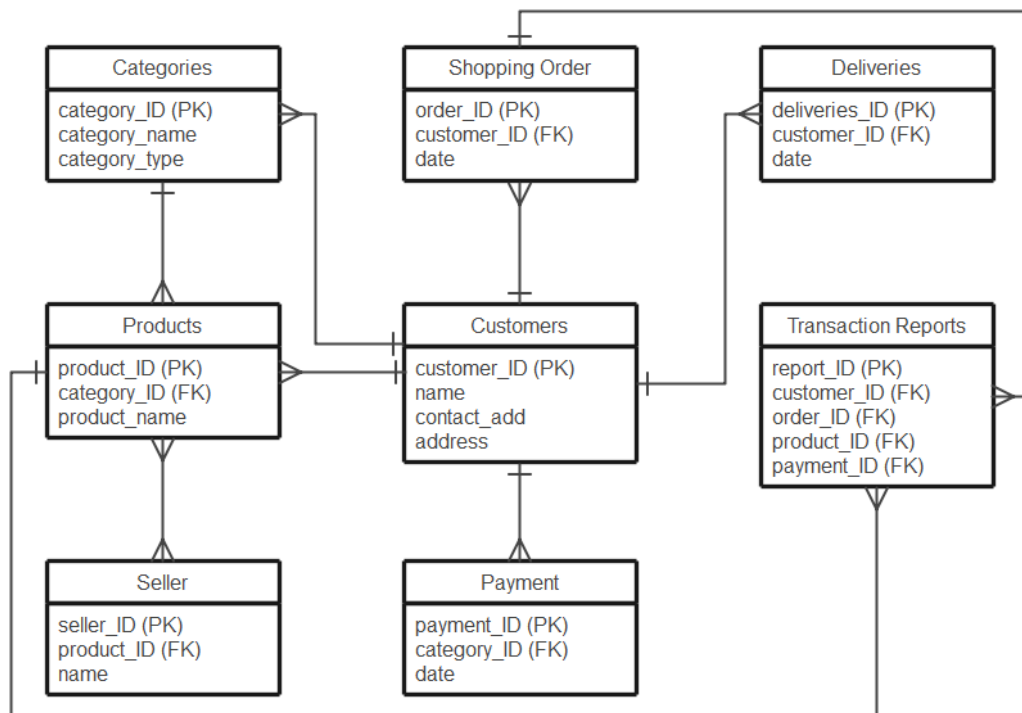 Categories
category_ID (PK)
category_name
category_type
Shopping Order
order_ID (PK)
customer_ID (FK)
date
Deliveries
deliveries_ID (PK)
customer_ID (FK)
date
Products
product_ID (PK)
category_ID (FK)
product_name
Customers
customer_ID (PK)
name
contact_add
address
Transaction Reports
report_ID (PK)
customer_ID (FK)
order_ID (FK)
product_ID (FK)
payment_ID (FK)
Seller
seller_ID (PK)
product_ID (FK)
name
Payment
payment_ID (PK)
category_ID (FK)
date